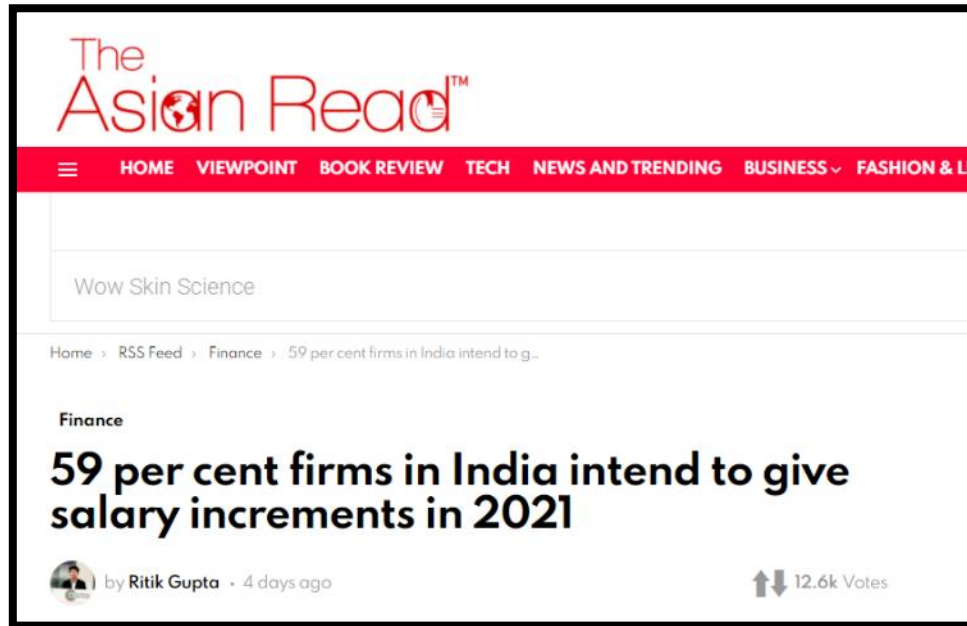 The
Asian Read™
HOME VIEWPOINT BOOK REVIEW TECH NEWS AND TRENDING BUSINESS FASHION & L
Wow Skin Science
Home › RSS Feed › Finance › 59 per cent firms in India intend to g...
Finance
59 per cent firms in India intend to give
salary increments in 2021
by Ritik Gupta • 4 days ago 12.6k Votes